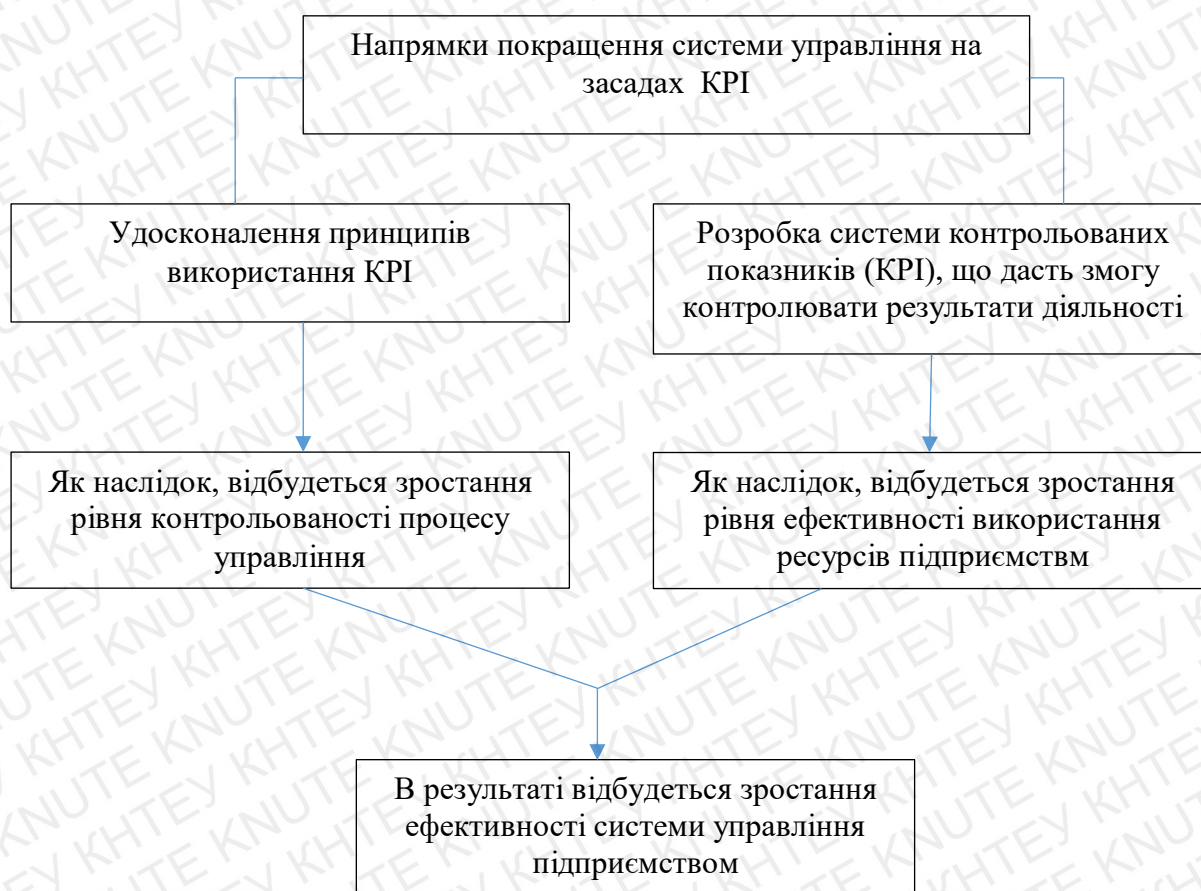 Напрямки покращення системи управління на
засадах КРІ
Удосконалення принципів
використання КРІ
Розробка системи контрольованих
показників (КРІ), що дасть змогу
контролювати результати діяльності
Як наслідок, відбудеться зростання
рівня контрольованості процесу
управління
Як наслідок, відбудеться зростання
рівня ефективності використання
ресурсів підприємствм
В результаті відбудеться зростання
ефективності системи управління
підприємством